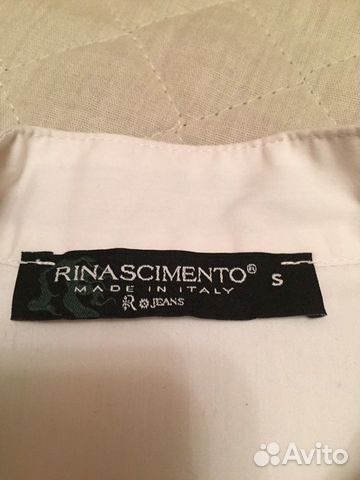 RINASCIMENTO® S
MADE IN ITALY
R JEANS
Avito